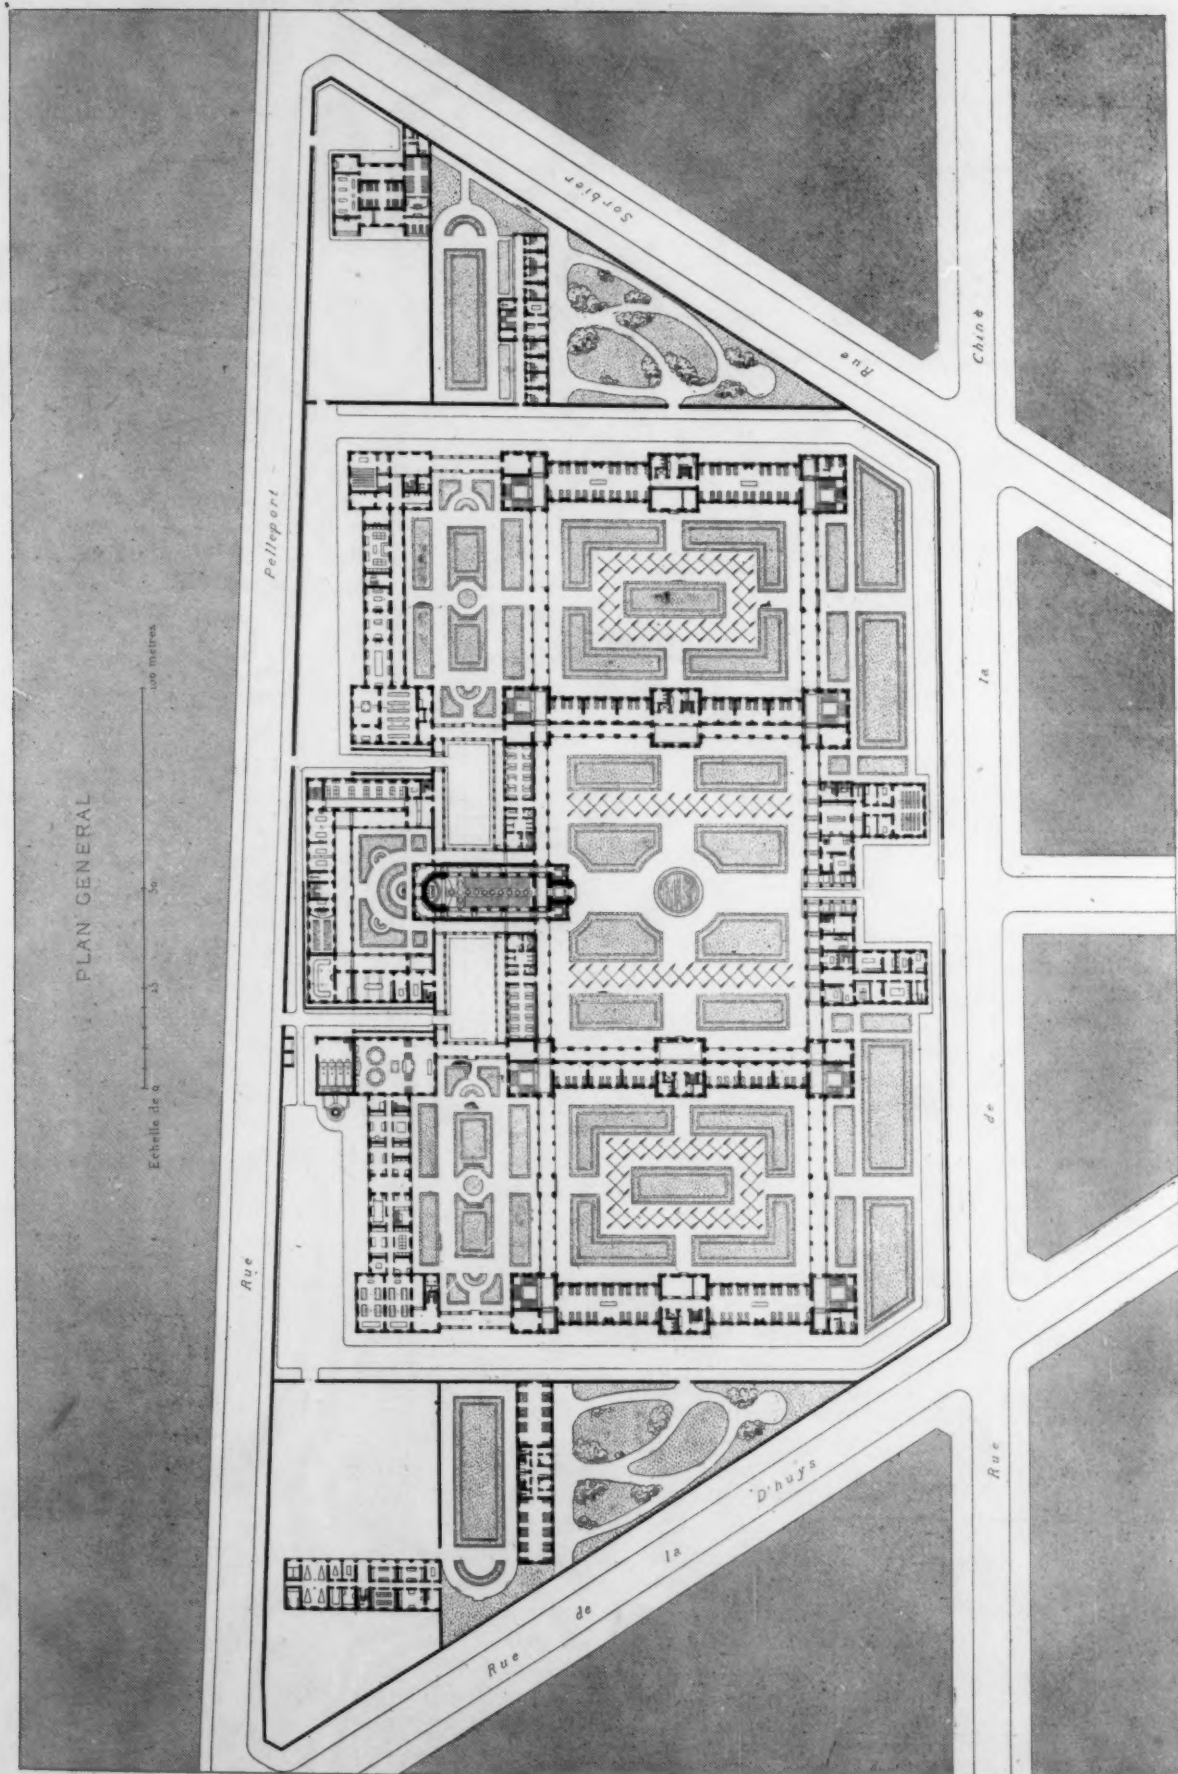 PLAN GENERAL
Echelle de 0 25 50 100 metres
Rue Pelleport
Rue Sorbier
Rue de la Chine
Rue de la D'huys